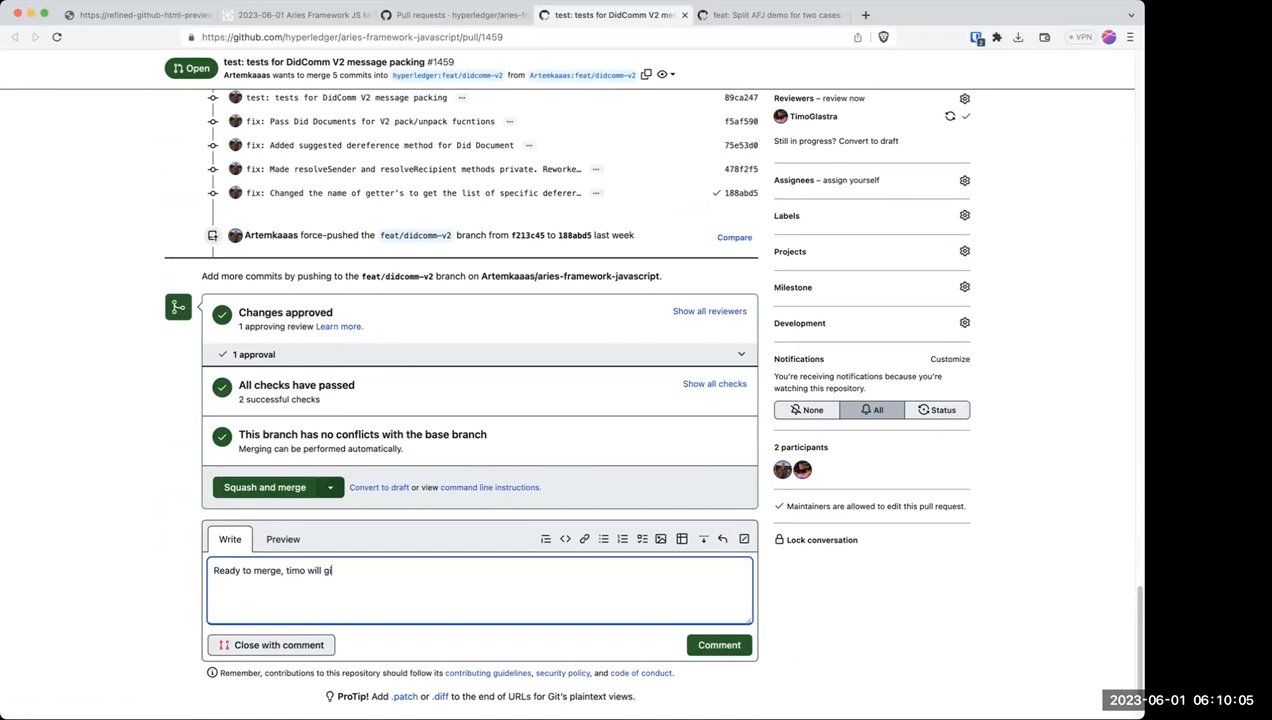 https://refined-github-html-preview
2023-06-01 Aries Framework JS M
Pull requests · hyperledger/aries-fr
test: tests for DidComm V2 me
feat: Split AFJ demo for two cases
https://github.com/hyperledger/aries-framework-javascript/pull/1459
VPN
Open
test: tests for DidComm V2 message packing #1459
Artemkaaas wants to merge 5 commits into hyperledger:feat/didcomm-v2 from Artemkaaas:feat/didcomm-v2
test: tests for DidComm V2 message packing ··· 89ca247
fix: Pass Did Documents for V2 pack/unpack fucntions ··· f5af590
fix: Added suggested dereference method for Did Document ··· 75e53d0
fix: Made resolveSender and resolveRecipient methods private. Reworke… ··· 478f2f5
fix: Changed the name of getter's to get the list of specific deferer… ··· 188abd5
Artemkaaas force-pushed the feat/didcomm-v2 branch from f213c45 to 188abd5 last week
Compare
Add more commits by pushing to the feat/didcomm-v2 branch on Artemkaaas/aries-framework-javascript.
Changes approved
Show all reviewers
1 approving review Learn more.
1 approval
All checks have passed
Show all checks
2 successful checks
This branch has no conflicts with the base branch
Merging can be performed automatically.
Squash and merge
Convert to draft or view command line instructions.
Write
Preview
Ready to merge, timo will gi
Close with comment
Comment
Remember, contributions to this repository should follow its contributing guidelines, security policy, and code of conduct.
ProTip! Add .patch or .diff to the end of URLs for Git's plaintext views.
Reviewers – review now
TimoGlastra
Still in progress? Convert to draft
Assignees – assign yourself
Labels
Projects
Milestone
Development
Notifications
Customize
You're receiving notifications because you're
watching this repository.
None
All
Status
2 participants
Maintainers are allowed to edit this pull request.
Lock conversation
2023-06-01 06:10:05